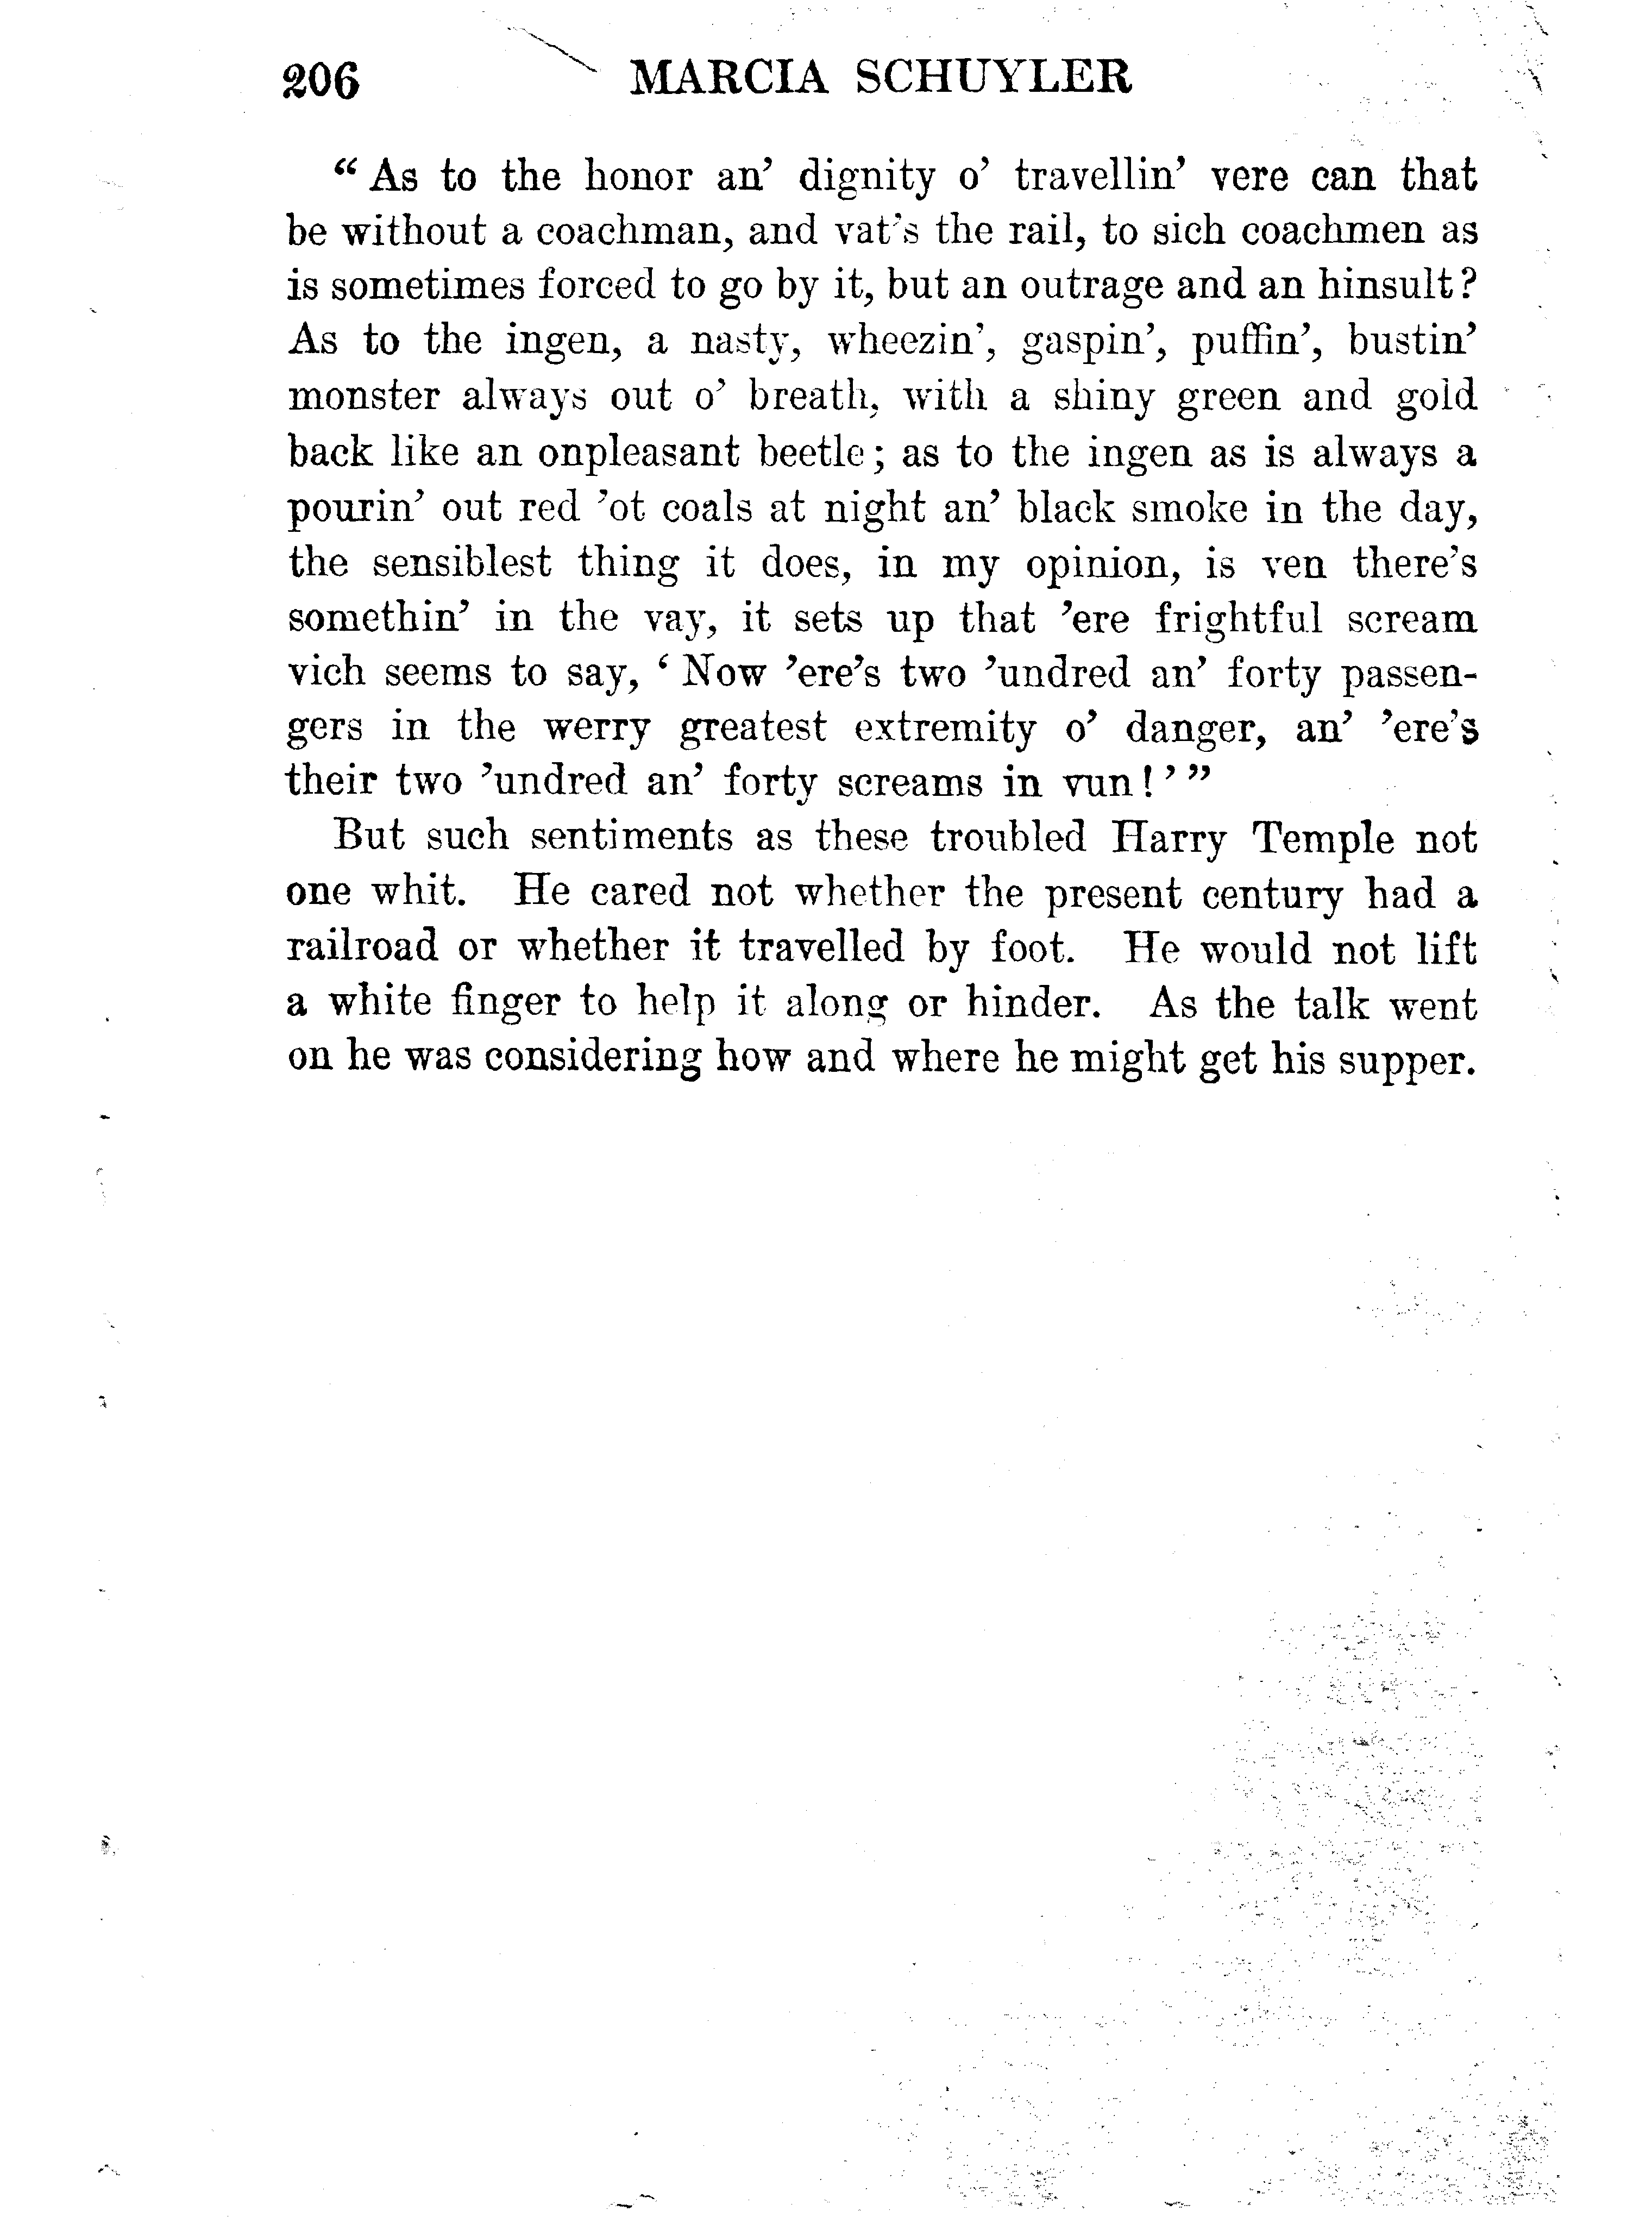 206 MARCIA SCHUYLER
“ As to the honor an’ dignity o’ travellin’ vere can that
be without a coachman, and vat’s the rail, to sich coachmen as
is sometimes forced to go by it, but an outrage and an hinsult?
As to the ingen, a nasty, wheezin’, gaspin’, puffin’, bustin’
monster always out o’ breath, with a shiny green and gold
back like an onpleasant beetle; as to the ingen as is always a
pourin’ out red ’ot coals at night an’ black smoke in the day,
the sensiblest thing it does, in my opinion, is ven there’s
somethin’ in the vay, it sets up that ’ere frightful scream
vich seems to say, ‘ Now ’ere’s two ’undred an’ forty passen-
gers in the werry greatest extremity o’ danger, an’ ’ere’s
their two ’undred an’ forty screams in vun!’ ”
But such sentiments as these troubled Harry Temple not
one whit. He cared not whether the present century had a
railroad or whether it travelled by foot. He would not lift
a white finger to help it along or hinder. As the talk went
on he was considering how and where he might get his supper.